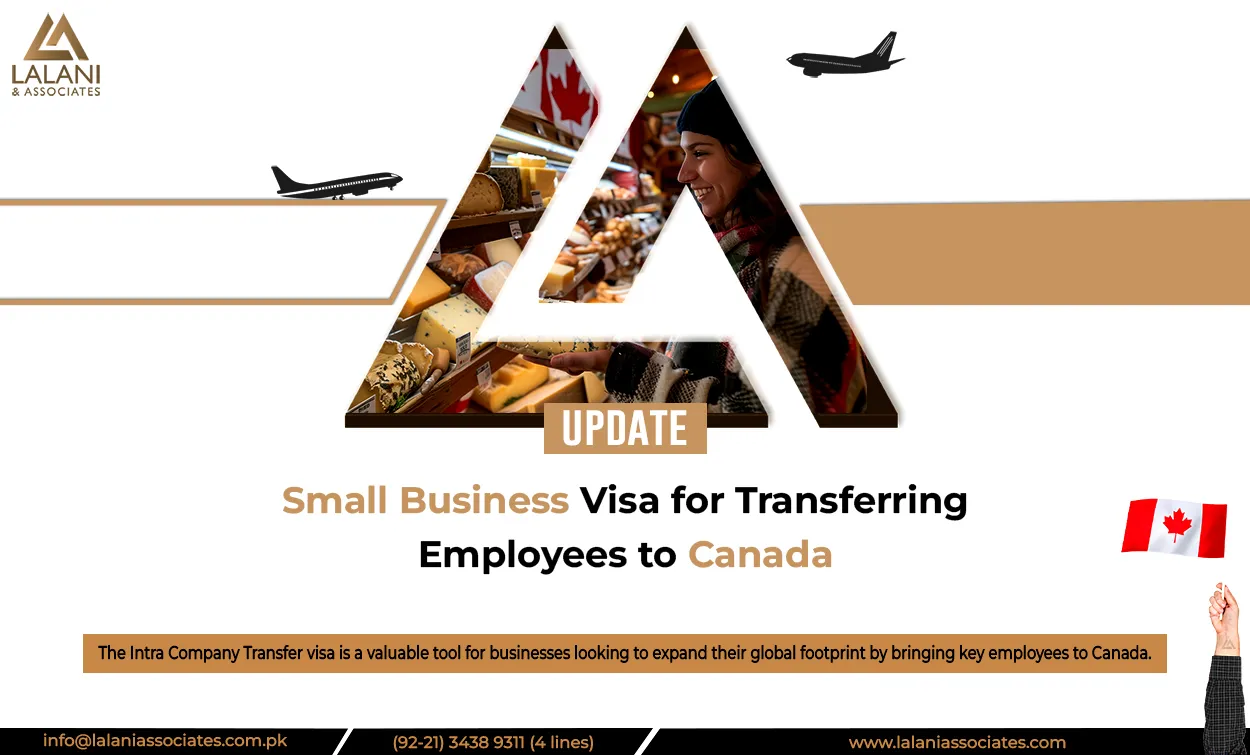 LALANI
& ASSOCIATES
UPDATE
Small Business Visa for Transferring
Employees to Canada
The Intra Company Transfer visa is a valuable tool for businesses looking to expand their global footprint by bringing key employees to Canada.
info@lalaniassociates.com.pk
(92-21) 3438 9311 (4 lines)
www.lalaniassociates.com